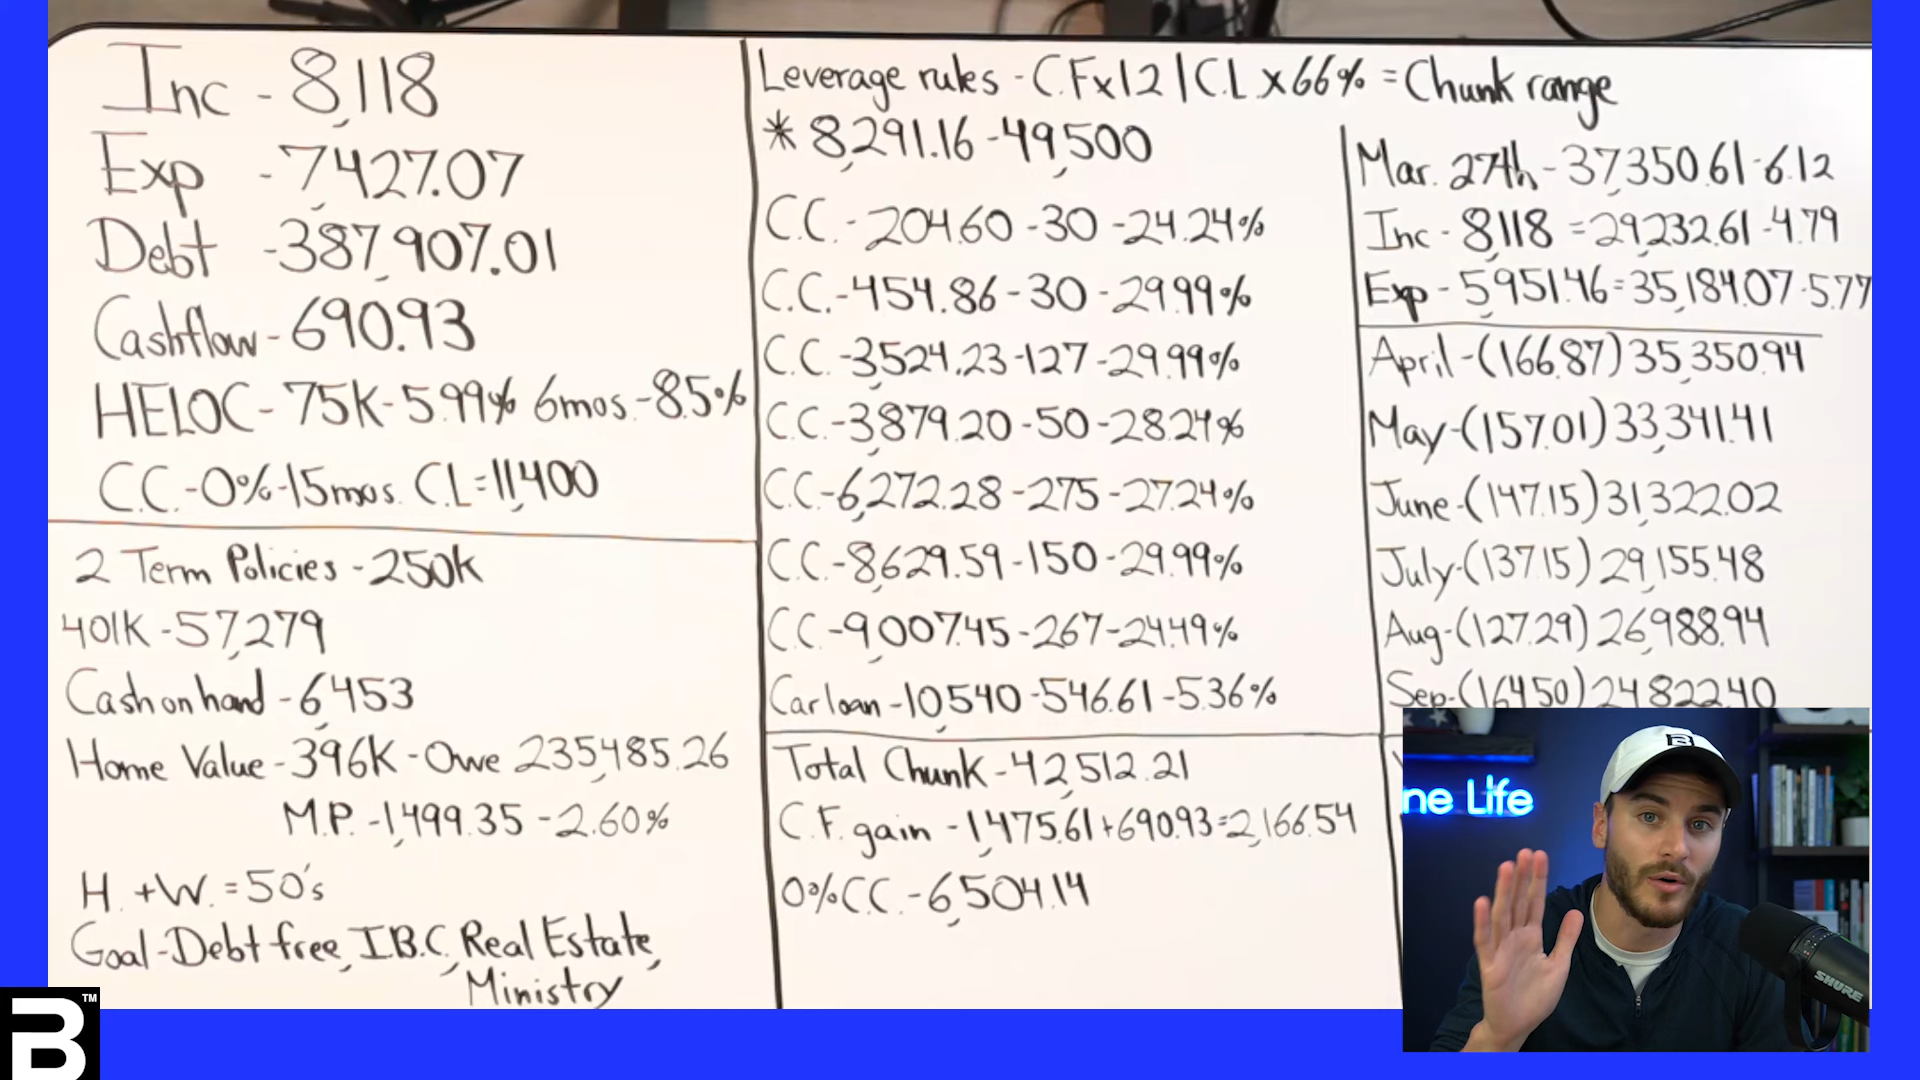 Inc - 8,118
Exp - 7,427.07
Debt - 387,907.01
Cashflow - 690.93
HELOC - 75K - 5.99% 6mos. - 8.5%
C.C. - 0% - 15mos. C.L = 11,400
2 Term Policies - 250k
401K - 57,279
Cash on hand - 6,453
Home Value - 396K - Owe 235,485.26
M.P. - 1,499.35 - 2.60%
H. + W. = 50's
Goal - Debt free, I.B.C, Real Estate,
Ministry
Leverage rules - C.F x 12 | C.L x 66% = Chunk range
* 8,291.16 - 49,500
C.C. - 204.60 - 30 - 24.24%
C.C. - 454.86 - 30 - 29.99%
C.C. - 3,524.23 - 127 - 29.99%
C.C. - 3,879.20 - 50 - 28.24%
C.C. - 6,272.28 - 275 - 27.24%
C.C. - 8,629.59 - 150 - 29.99%
C.C. - 9,007.45 - 267 - 24.49%
Car loan - 10,540 - 546.61 - 5.36%
Total Chunk - 42,512.21
C.F. gain - 1,475.61 + 690.93 = 2,166.54
0% C.C. - 6,504.14
Mar. 27th - 37,350.61 - 6.12
Inc - 8,118 = 29,232.61 - 4.79
Exp - 5,951.46 = 35,184.07 - 5.77
April - (166.87) 35,350.94
May - (157.01) 33,341.41
June - (147.15) 31,322.02
July - (137.15) 29,155.48
Aug - (127.29) 26,988.94
Sep - (164.50) 24,822.40
ne Life
B
SHURE
B™